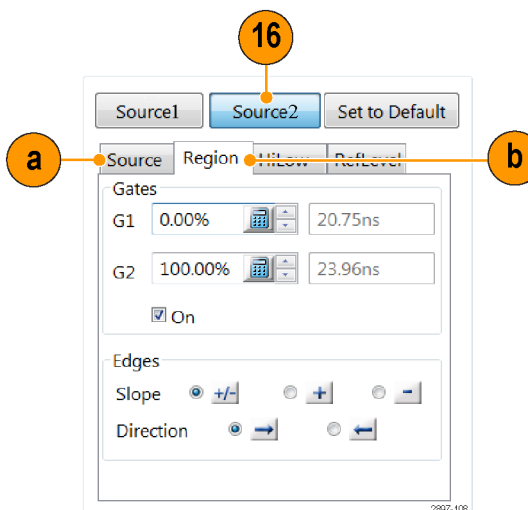 16
Source1 Source2 Set to Default
a Source Region HiLow RefLevel b
Gates
G1 0.00% 20.75ns
G2 100.00% 23.96ns
On
Edges
Slope +/- + -
Direction → ←
2897-108